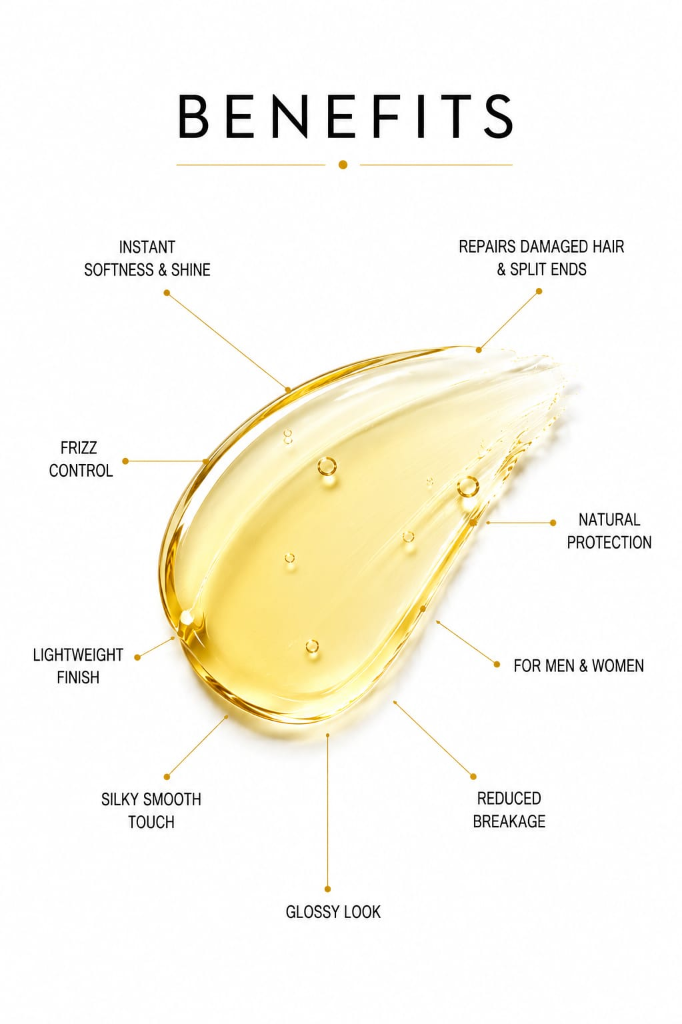 BENEFITS
INSTANT
SOFTNESS & SHINE
REPAIRS DAMAGED HAIR
& SPLIT ENDS
FRIZZ
CONTROL
NATURAL
PROTECTION
LIGHTWEIGHT
FINISH
FOR MEN & WOMEN
SILKY SMOOTH
TOUCH
REDUCED
BREAKAGE
GLOSSY LOOK